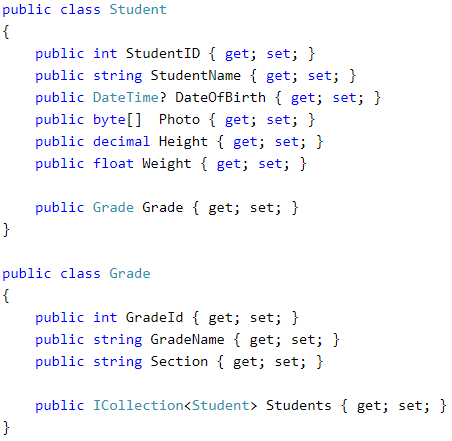 public class Student
{
    public int StudentID { get; set; }
    public string StudentName { get; set; }
    public DateTime? DateOfBirth { get; set; }
    public byte[]  Photo { get; set; }
    public decimal Height { get; set; }
    public float Weight { get; set; }

    public Grade Grade { get; set; }
}

public class Grade
{
    public int GradeId { get; set; }
    public string GradeName { get; set; }
    public string Section { get; set; }

    public ICollection<Student> Students { get; set; }
}